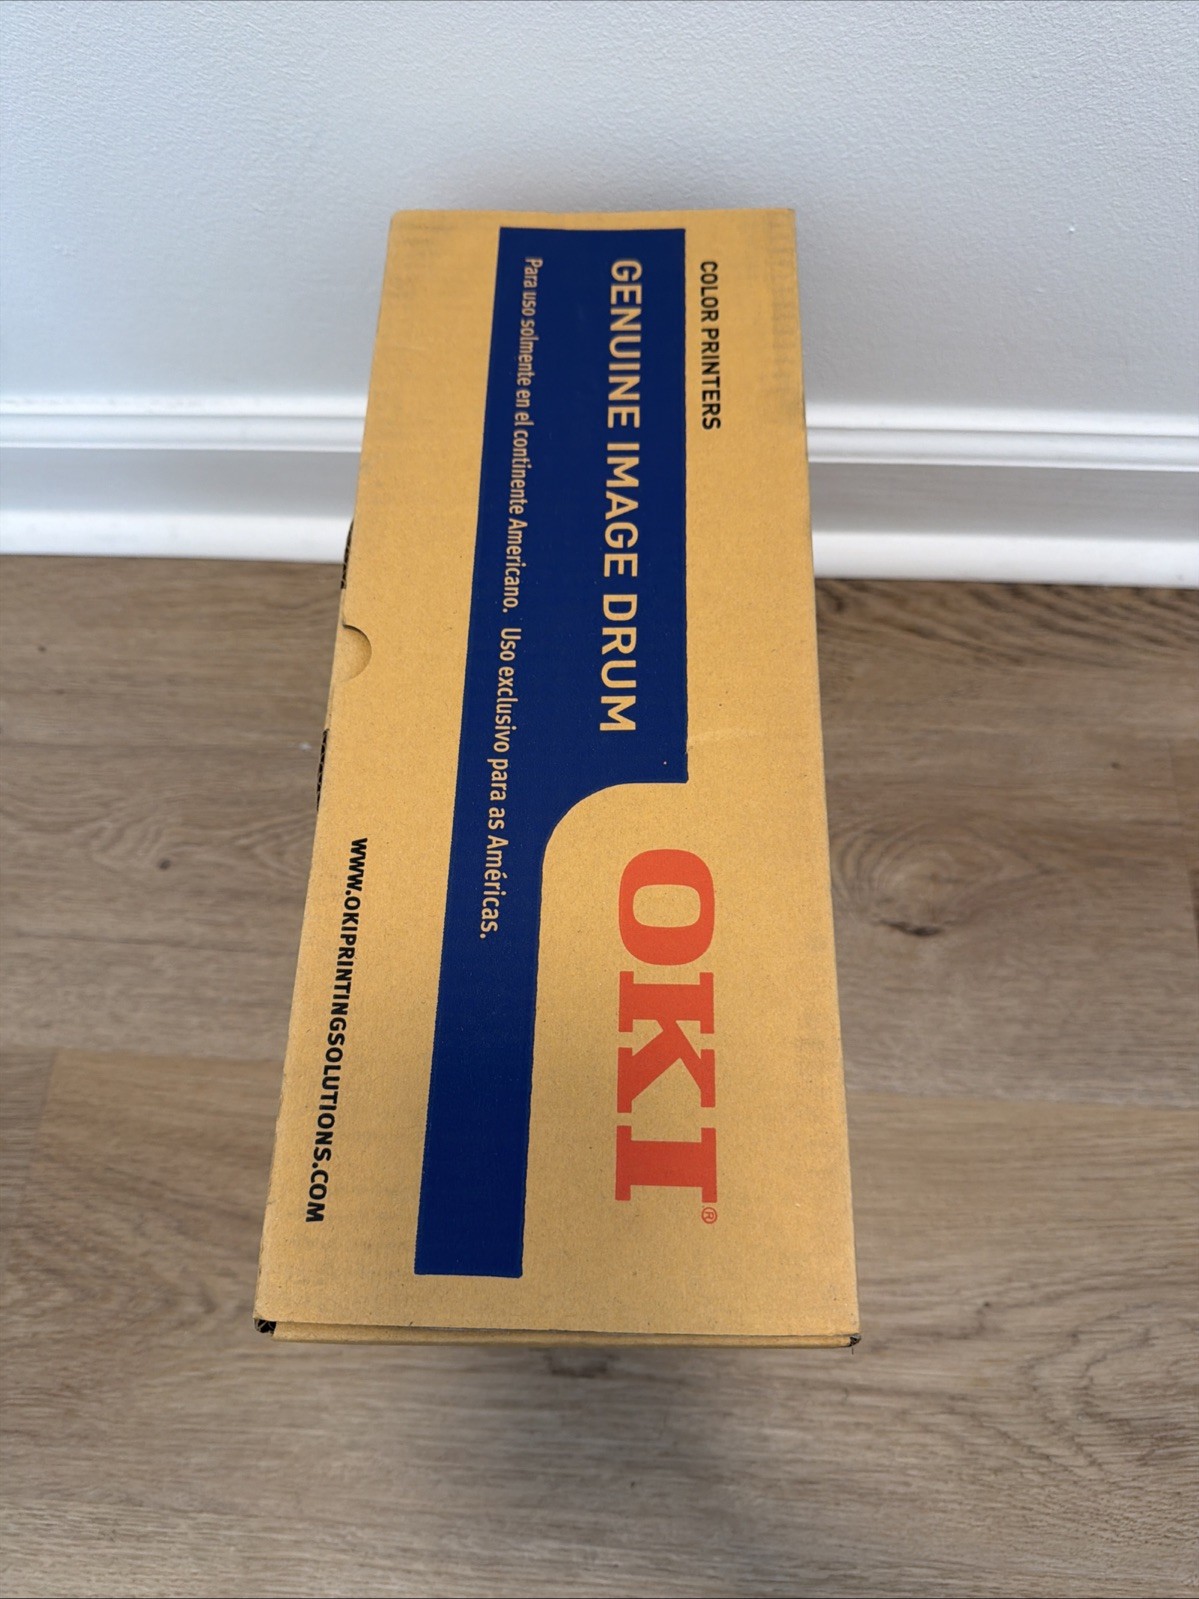 COLOR PRINTERS
GENUINE IMAGE DRUM
Para uso solmente en el continente Americano. Uso exclusivo para as Américas.
OKI®
WWW.OKIPRINTINGSOLUTIONS.COM